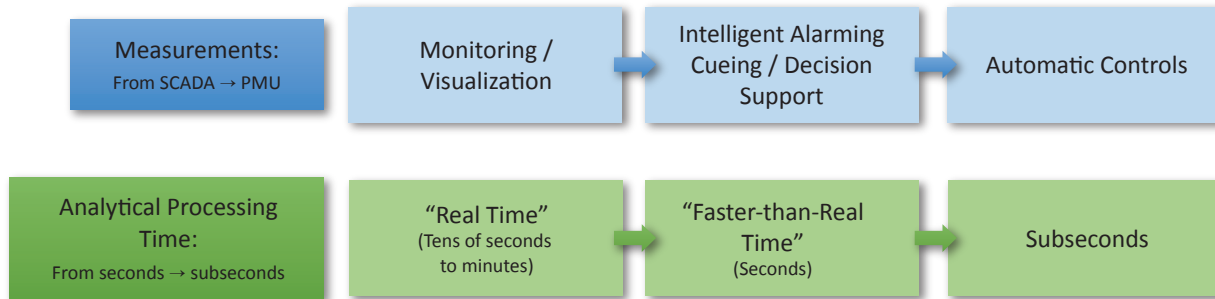 Measurements:
From SCADA → PMU
Monitoring /
Visualization
Intelligent Alarming
Cueing / Decision
Support
Automatic Controls
Analytical Processing
Time:
From seconds → subseconds
“Real Time”
(Tens of seconds
to minutes)
“Faster-than-Real
Time”
(Seconds)
Subseconds